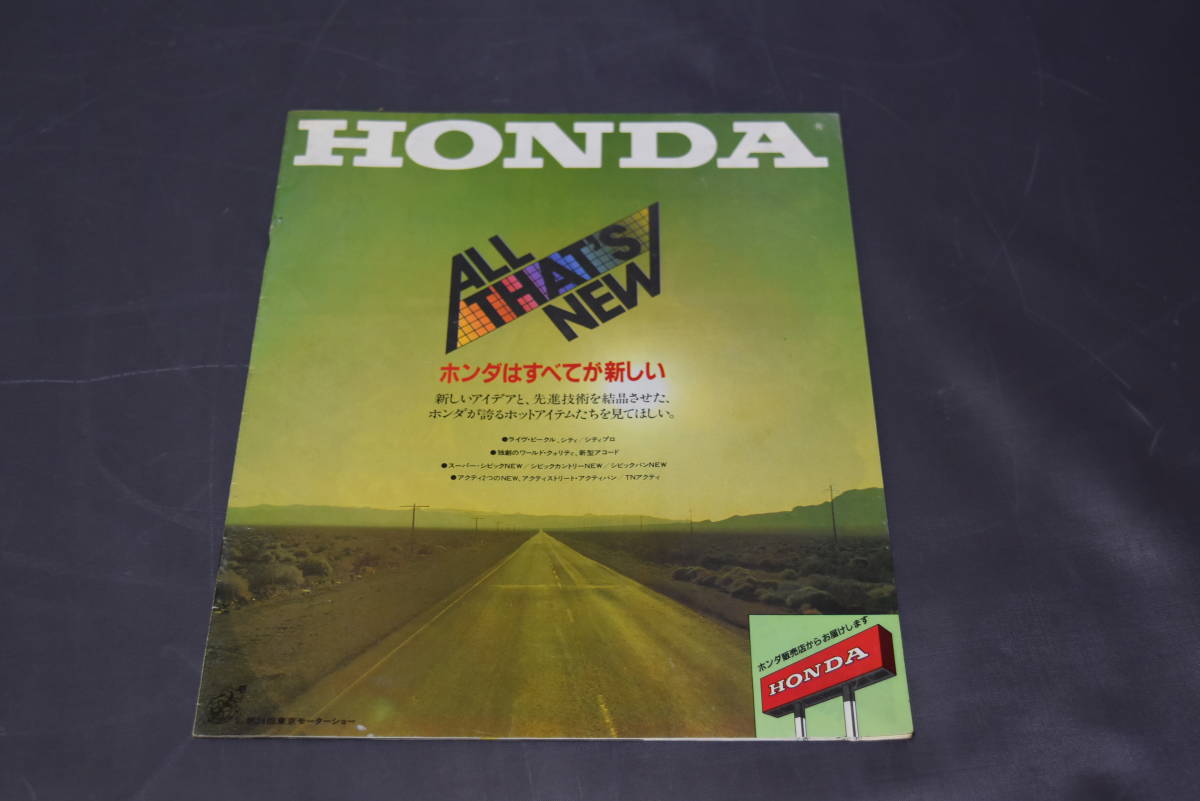 HONDA
ALL
THAT'S
NEW
ホンダはすべてが新しい
新しいアイデアと、先進技術を結晶させた、
ホンダが誇るホットアイテムたちを見てほしい。
●ライヴ・ビークル、シティ/シティプロ
●独創のワールド・クォリティ、新型アコード
●スーパー・シビックNEW/シビックカントリーNEW/シビックバンNEW
●アクティ2つのNEW、アクティストリート・アクティバン/TNアクティ
ホンダ販売店からお届けします
HONDA
東京モーターショー